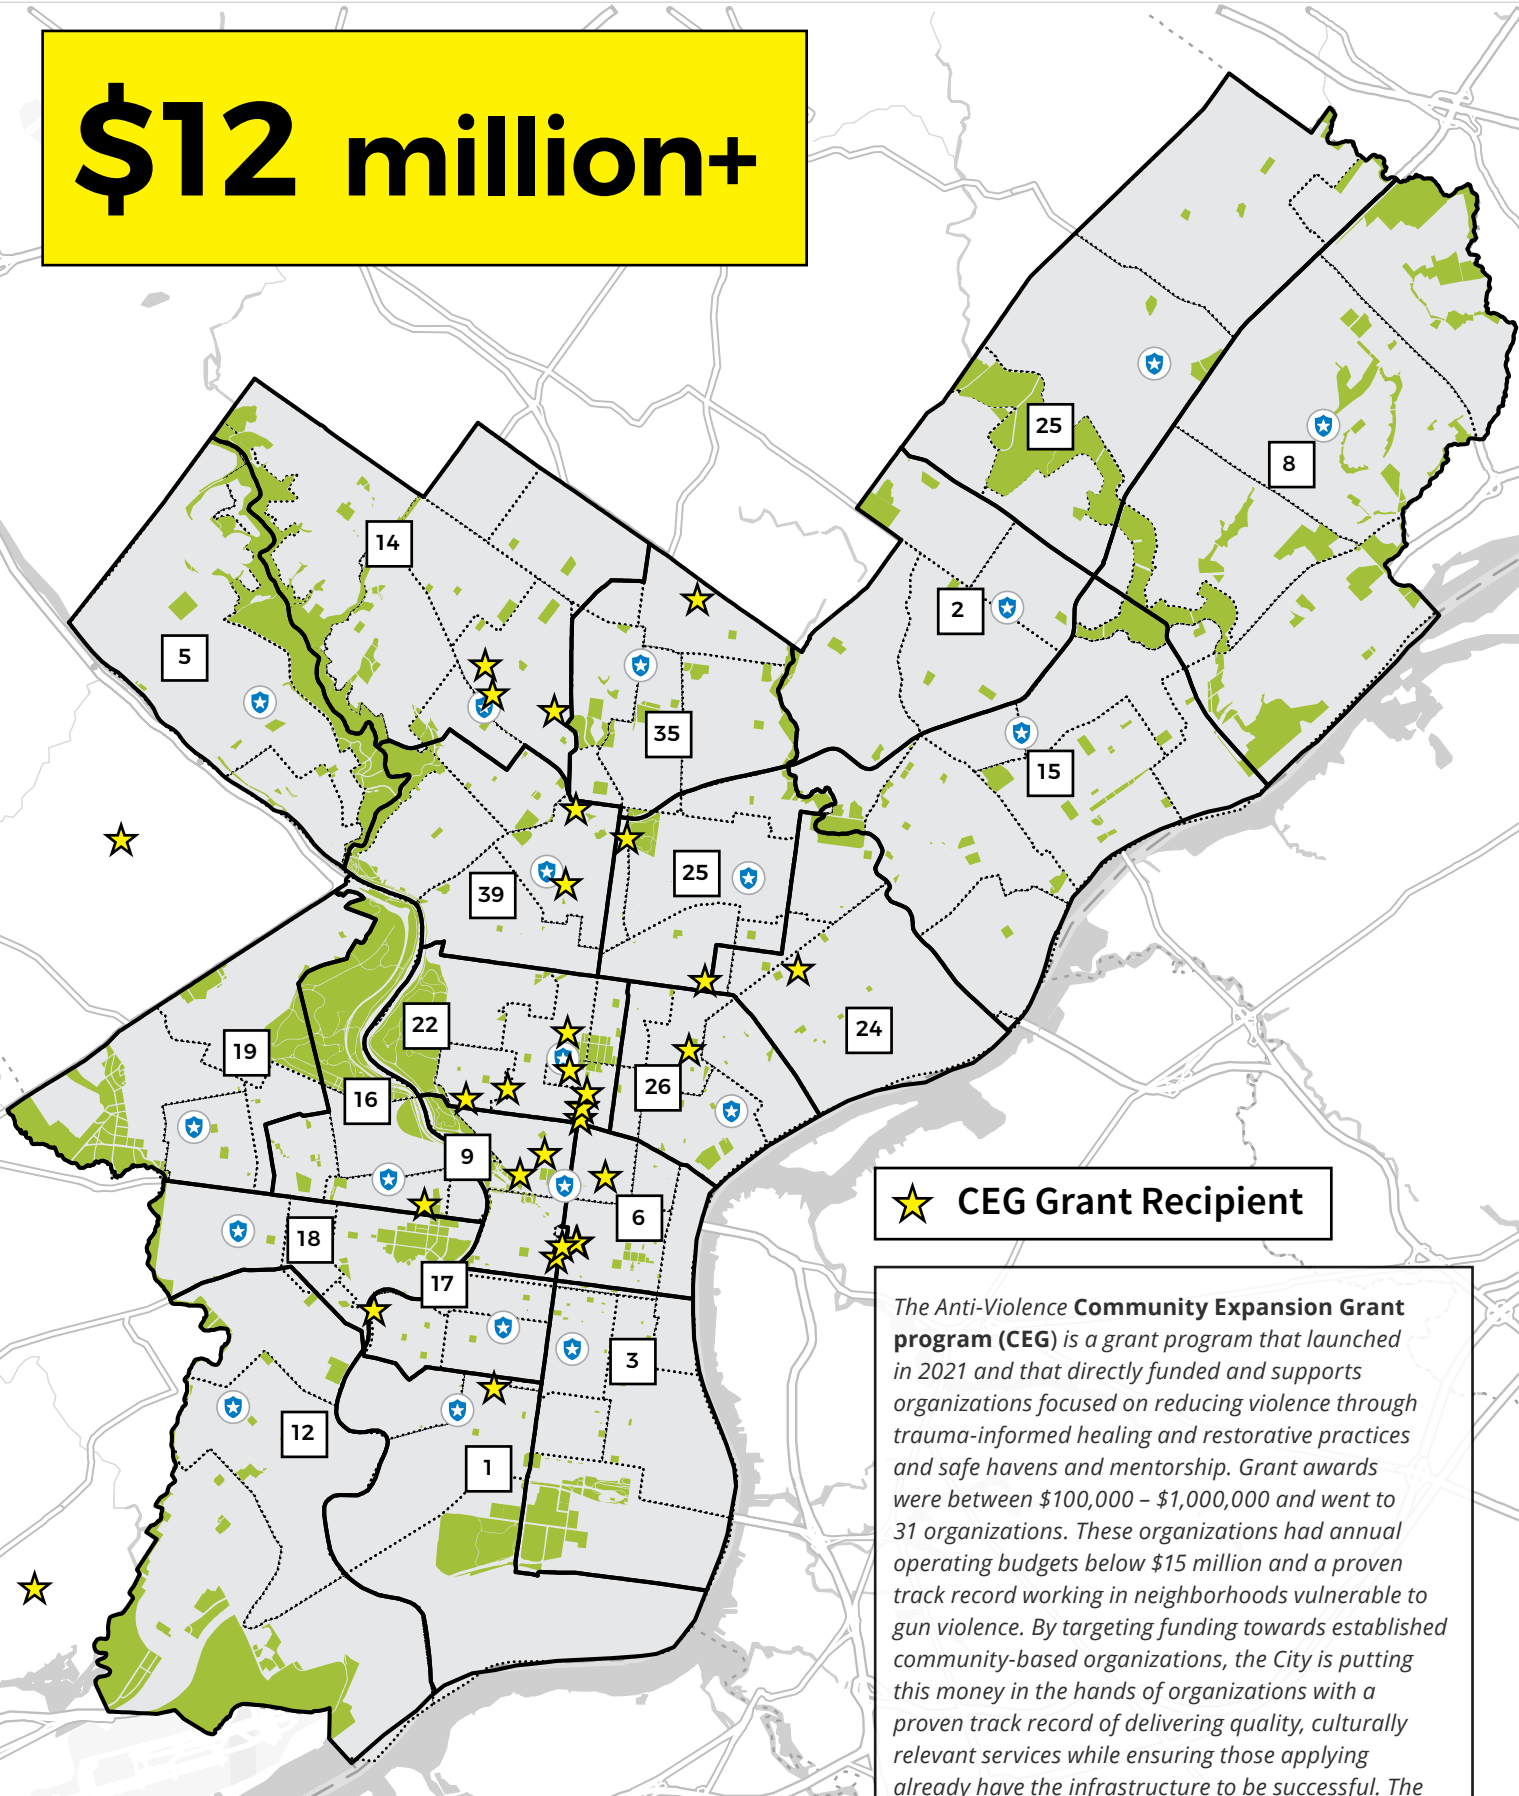 $12 million+
25
8
14
2
5
35
15
25
39
22
24
19
26
16
9
6
18
17
3
12
1
CEG Grant Recipient
The Anti-Violence Community Expansion Grant
program (CEG) is a grant program that launched
in 2021 and that directly funded and supports
organizations focused on reducing violence through
trauma-informed healing and restorative practices
and safe havens and mentorship. Grant awards
were between $100,000 – $1,000,000 and went to
31 organizations. These organizations had annual
operating budgets below $15 million and a proven
track record working in neighborhoods vulnerable to
gun violence. By targeting funding towards established
community-based organizations, the City is putting
this money in the hands of organizations with a
proven track record of delivering quality, culturally
relevant services while ensuring those applying
already have the infrastructure to be successful. The